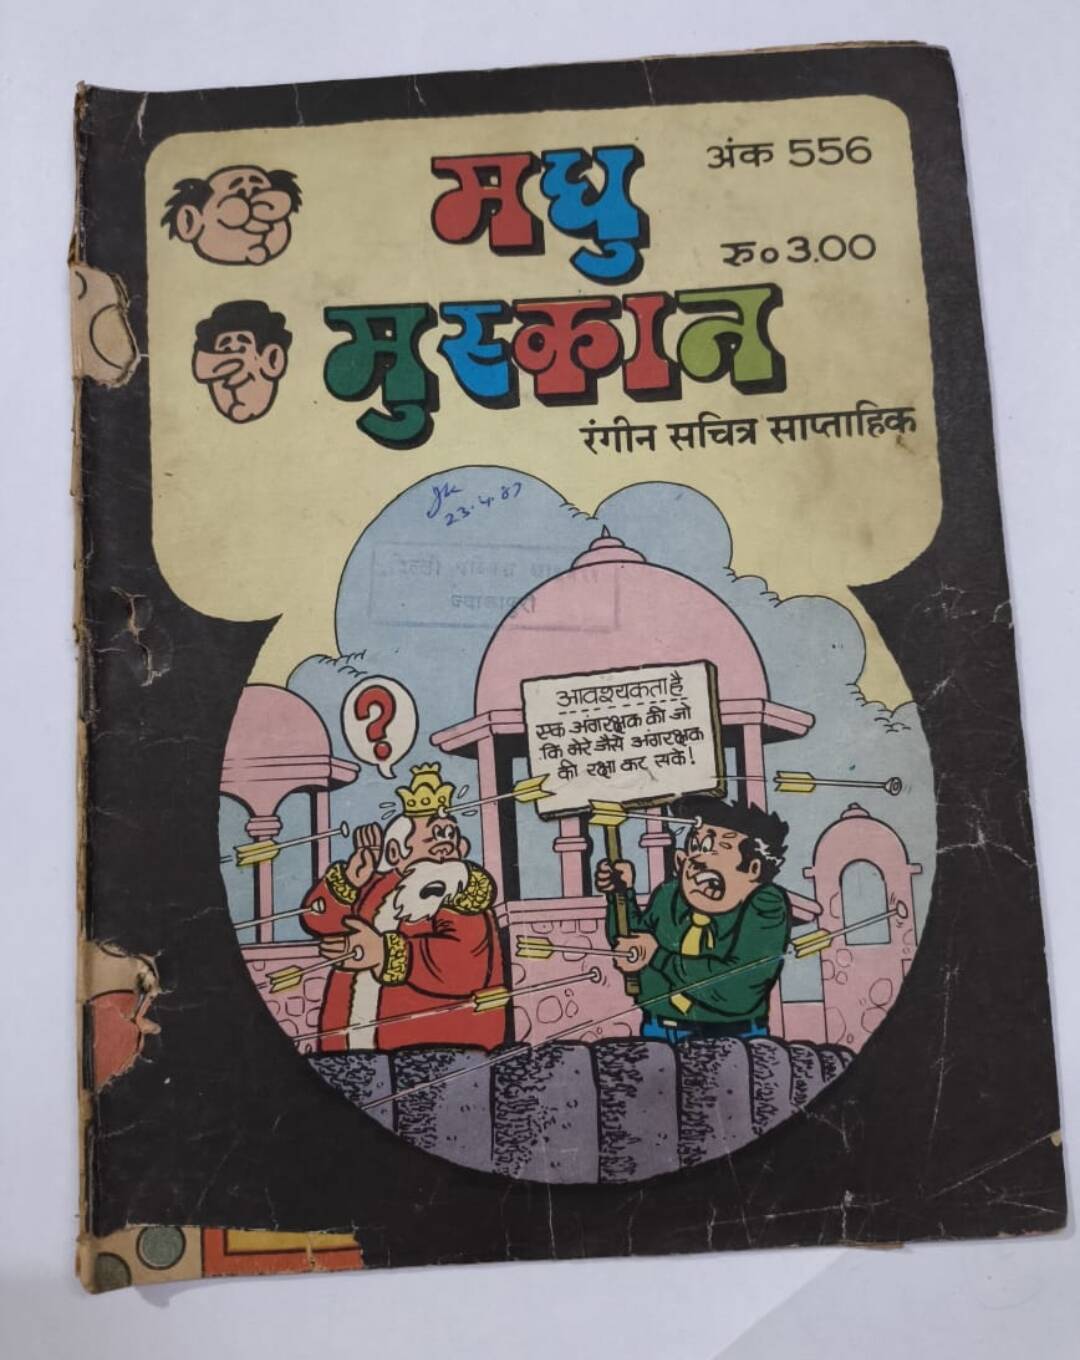 मधु
अंक 556
रु० 3.00
मुस्कान
रंगीन सचित्र साप्ताहिक
23.4.87
?
आवश्यकता है
एक अंगरक्षक की जो
कि मेरे जैसे अंगरक्षक
की रक्षा कर सके!